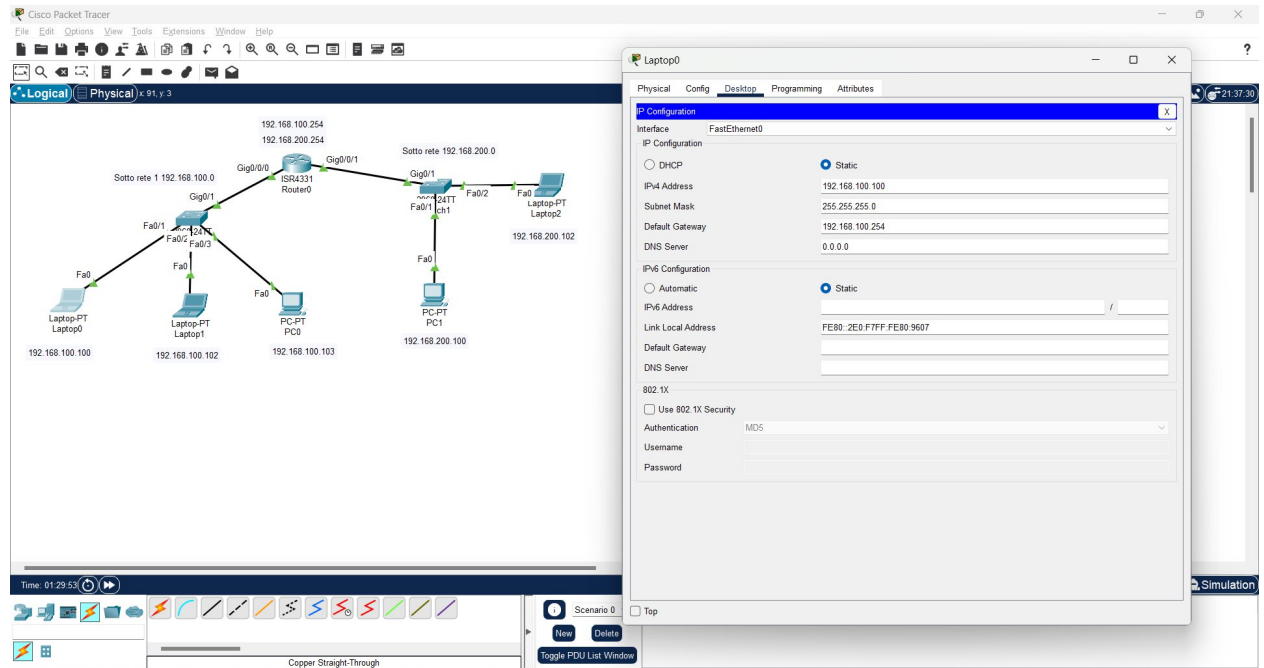 Cisco Packet Tracer
File Edit Options View Tools Extensions Window Help
?
Logical Physical x: 91, y: 3
21:37:30
192.168.100.254
192.168.200.254
Gig0/0/0
Gig0/0/1
ISR4331
Router0
Sotto rete 192.168.200.0
Sotto rete 1 192.168.100.0
Gig0/1
Gig0/1
Fa0/2
Fa0
24TT
Fa0/1
ch1
Laptop-PT
Laptop2
192.168.200.102
Fa0/1
24TT
Fa0/2
Fa0/3
Fa0
Fa0
Fa0
Fa0
Laptop-PT
Laptop0
Laptop-PT
Laptop1
PC-PT
PC0
PC-PT
PC1
192.168.100.100
192.168.100.102
192.168.100.103
192.168.200.100
Time: 01:29:53
Simulation
Scenario 0
New Delete
Toggle PDU List Window
Copper Straight-Through
Laptop0
Physical Config Desktop Programming Attributes
IP Configuration
X
Interface FastEthernet0
IP Configuration
DHCP Static
IPv4 Address 192.168.100.100
Subnet Mask 255.255.255.0
Default Gateway 192.168.100.254
DNS Server 0.0.0.0
IPv6 Configuration
Automatic Static
IPv6 Address /
Link Local Address FE80::2E0:F7FF:FE80:9607
Default Gateway
DNS Server
802.1X
Use 802.1X Security
Authentication MD5
Username
Password
Top